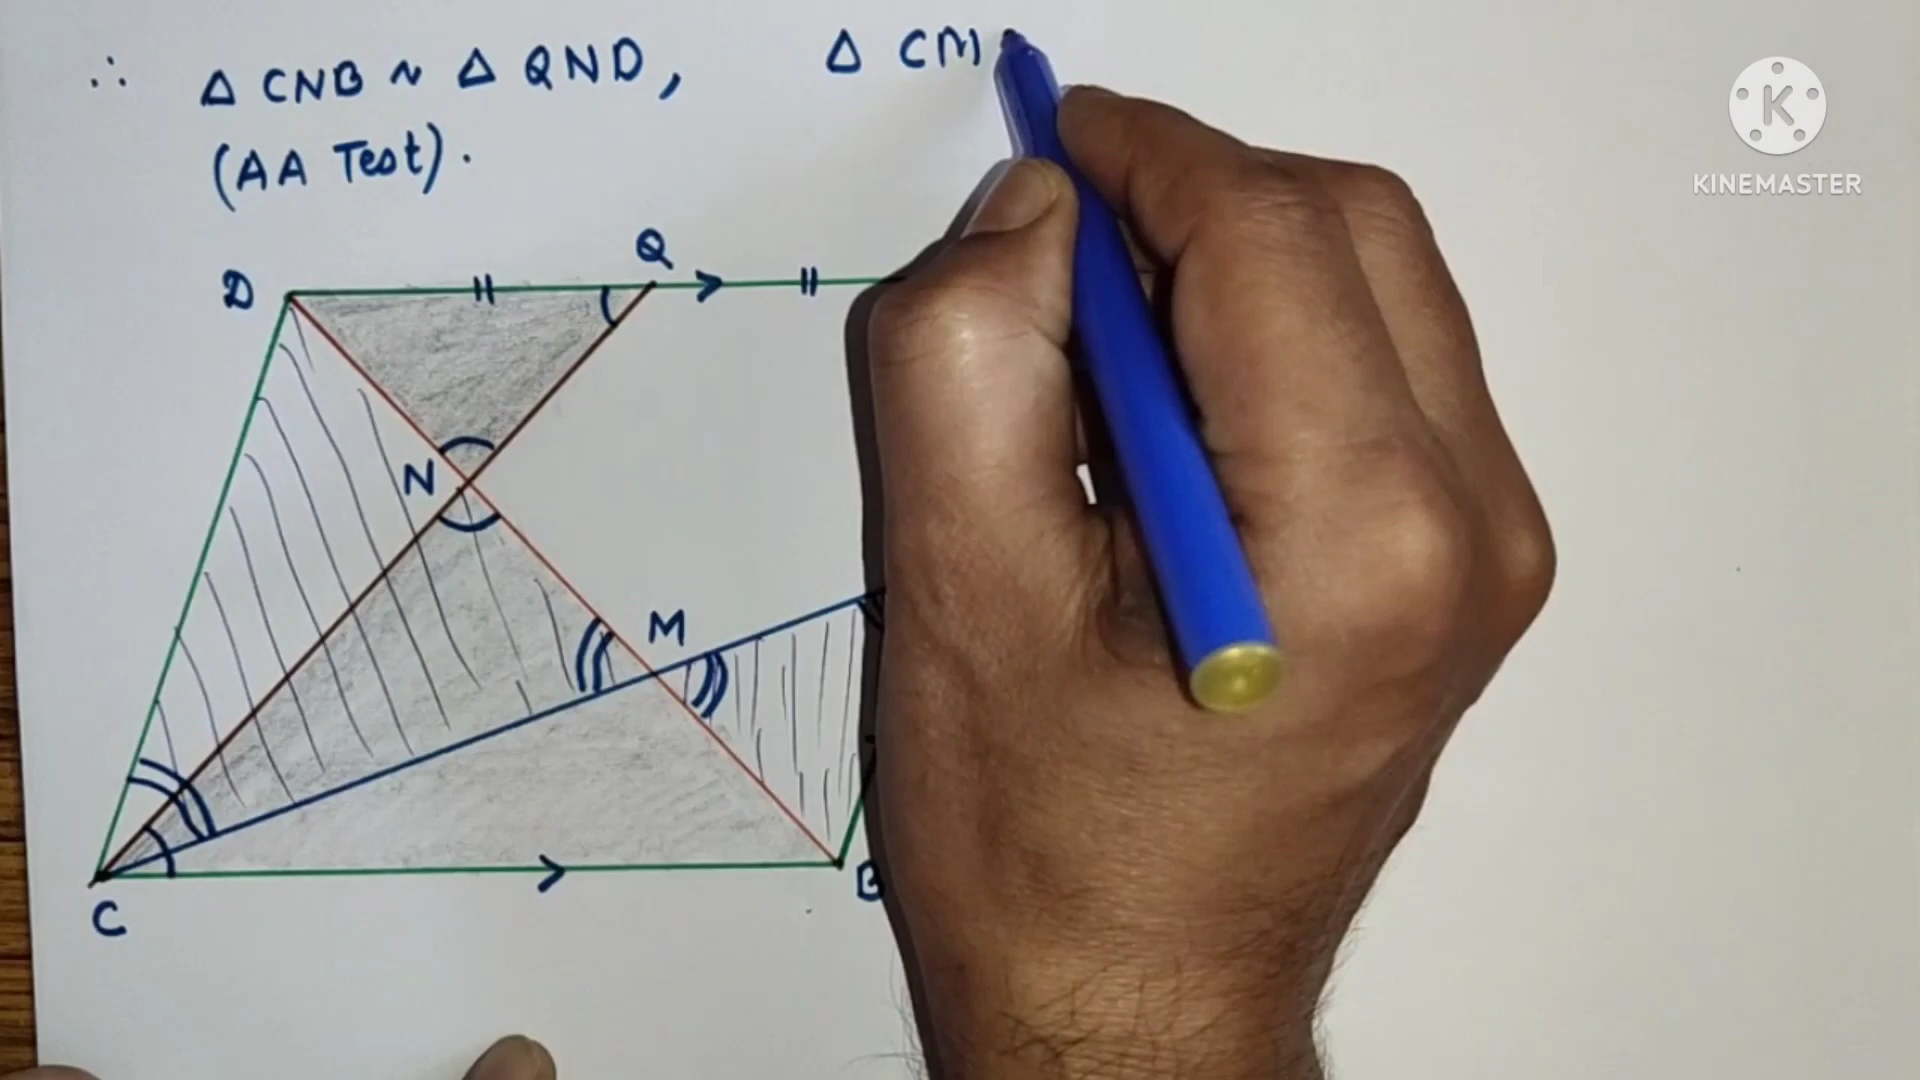 ∴ Δ CNB ~ Δ QND, Δ CM
(AA Test).
K
KINEMASTER
D
Q
N
M
C
B